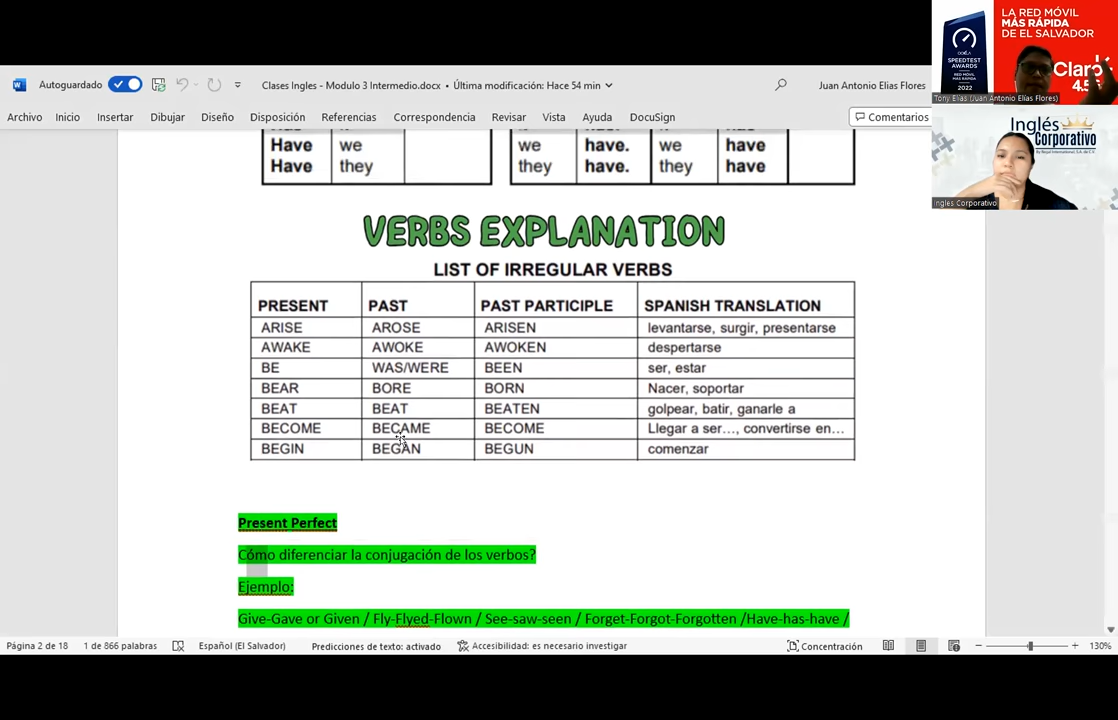 LA RED MÓVIL
MÁS RÁPIDA
DE EL SALVADOR
SPEEDTEST
AWARDS
2022
Claro
4.5
Tony Elias (Juan Antonio Elías Flores)
Inglés
Corporativo
Ingles Corporativo
Autoguardado
Clases Ingles - Modulo 3 Intermedio.docx • Última modificación: Hace 54 min
Juan Antonio Elias Flores
Archivo Inicio Insertar Dibujar Diseño Disposición Referencias Correspondencia Revisar Vista Ayuda DocuSign Comentarios
Have we we have. we have
Have they they have. they have
VERBS EXPLANATION
LIST OF IRREGULAR VERBS
PRESENT PAST PAST PARTICIPLE SPANISH TRANSLATION
ARISE AROSE ARISEN levantarse, surgir, presentarse
AWAKE AWOKE AWOKEN despertarse
BE WAS/WERE BEEN ser, estar
BEAR BORE BORN Nacer, soportar
BEAT BEAT BEATEN golpear, batir, ganarle a
BECOME BECAME BECOME Llegar a ser…, convertirse en…
BEGIN BEGAN BEGUN comenzar
Present Perfect
Cómo diferenciar la conjugación de los verbos?
Ejemplo:
Give-Gave or Given / Fly-Flyed-Flown / See-saw-seen / Forget-Forgot-Forgotten /Have-has-have /
Página 2 de 18 1 de 866 palabras Español (El Salvador) Predicciones de texto: activado Accesibilidad: es necesario investigar Concentración 130%